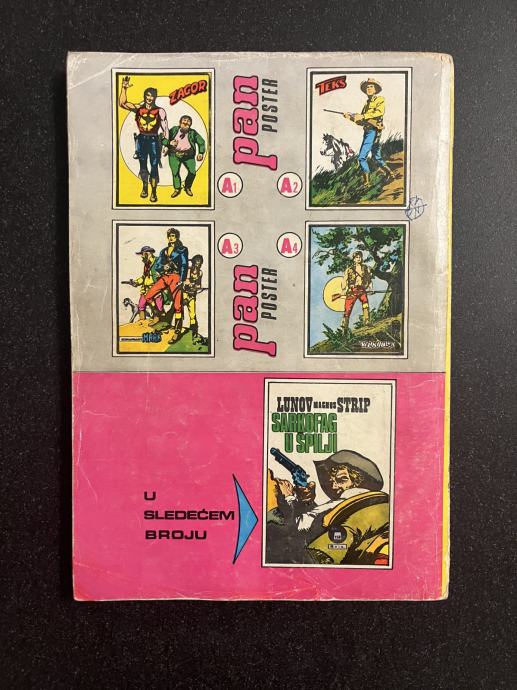 ZAGOR
pan
POSTER
TEKS
A1
A2
A3
A4
pan
POSTER
LUNOV MAGNUS STRIP
SARKOFAG
U SPILJI
U
SLEDEĆEM
BROJU